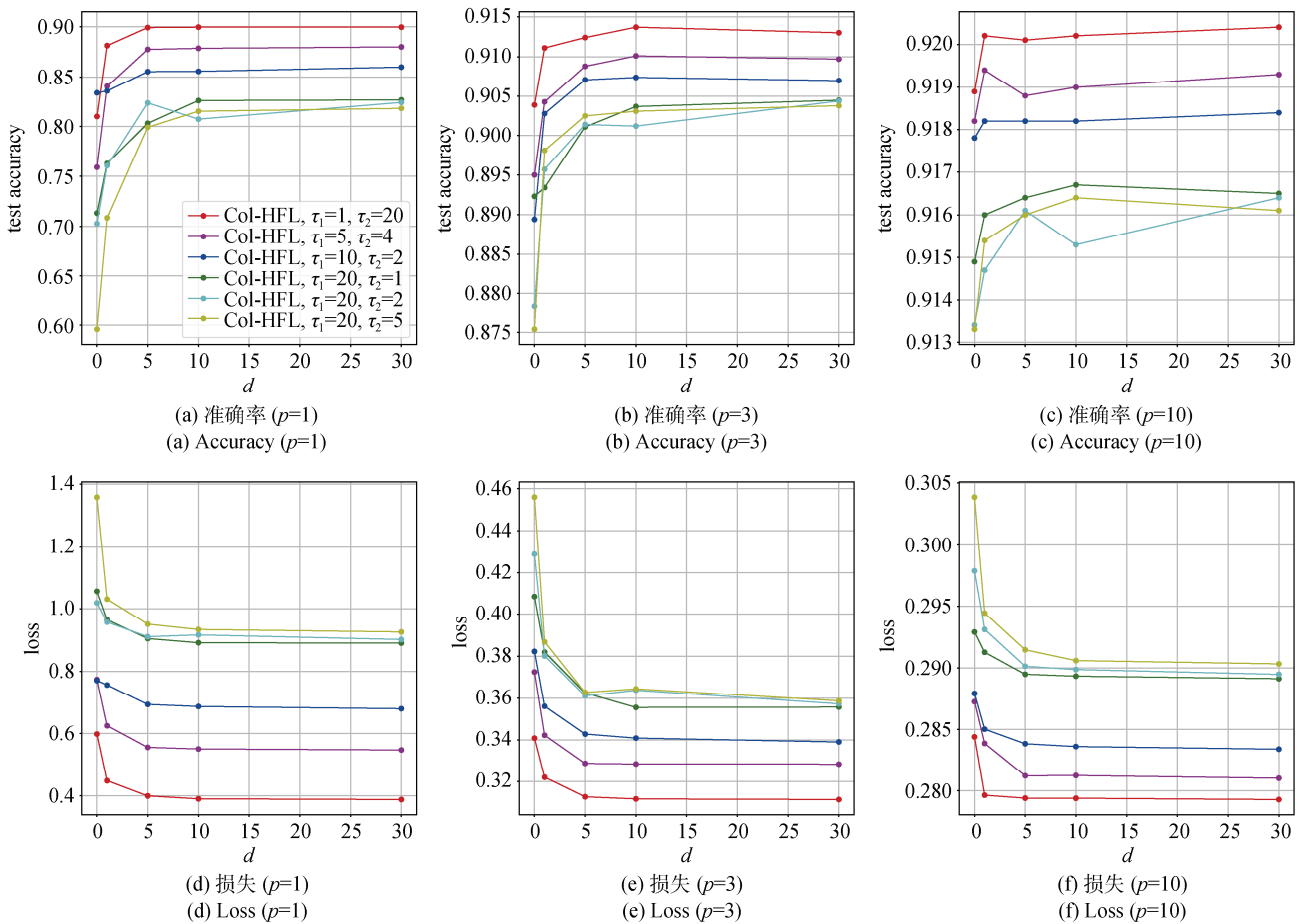 0.90
0.85
0.80
0.75
0.70
0.65
0.60
test accuracy
Col-HFL, τ₁=1, τ₂=20
Col-HFL, τ₁=5, τ₂=4
Col-HFL, τ₁=10, τ₂=2
Col-HFL, τ₁=20, τ₂=1
Col-HFL, τ₁=20, τ₂=2
Col-HFL, τ₁=20, τ₂=5
0 5 10 15 20 25 30
d
(a) 准确率 (p=1)
(a) Accuracy (p=1)
0.915
0.910
0.905
0.900
0.895
0.890
0.885
0.880
0.875
test accuracy
0 5 10 15 20 25 30
d
(b) 准确率 (p=3)
(b) Accuracy (p=3)
0.920
0.919
0.918
0.917
0.916
0.915
0.914
0.913
test accuracy
0 5 10 15 20 25 30
d
(c) 准确率 (p=10)
(c) Accuracy (p=10)
1.4
1.2
1.0
0.8
0.6
0.4
loss
0 5 10 15 20 25 30
d
(d) 损失 (p=1)
(d) Loss (p=1)
0.46
0.44
0.42
0.40
0.38
0.36
0.34
0.32
loss
0 5 10 15 20 25 30
d
(e) 损失 (p=3)
(e) Loss (p=3)
0.305
0.300
0.295
0.290
0.285
0.280
loss
0 5 10 15 20 25 30
d
(f) 损失 (p=10)
(f) Loss (p=10)